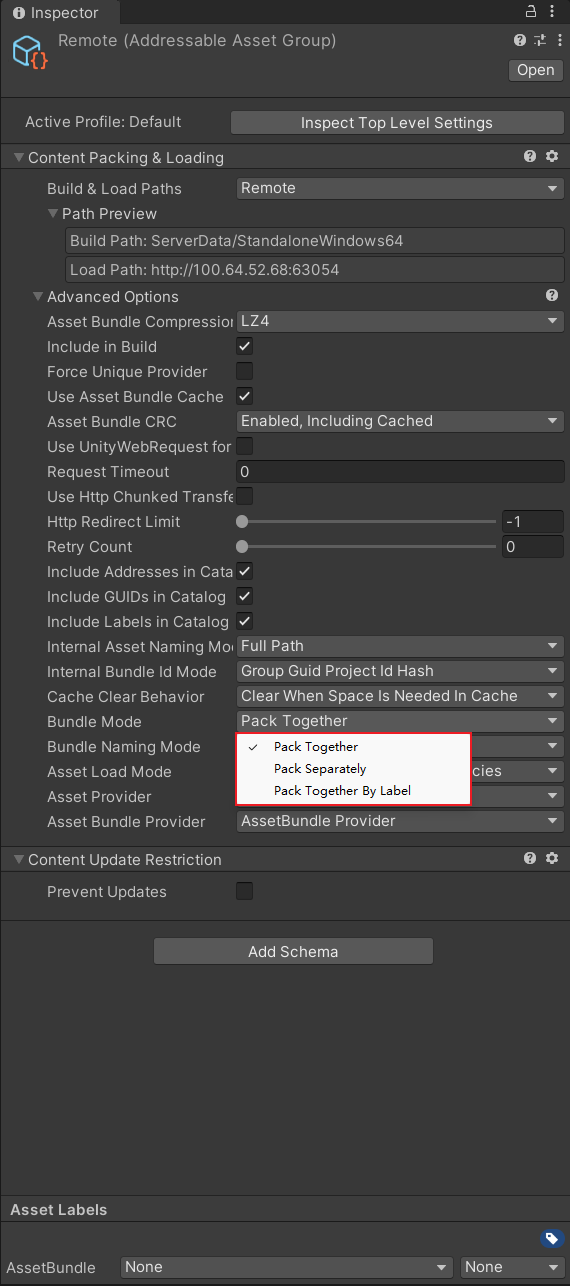 Inspector
Remote (Addressable Asset Group)
Open
Active Profile: Default
Inspect Top Level Settings
Content Packing & Loading
Build & Load Paths
Remote
Path Preview
Build Path: ServerData/StandaloneWindows64
Load Path: http://100.64.52.68:63054
Advanced Options
Asset Bundle Compression
LZ4
Include in Build
Force Unique Provider
Use Asset Bundle Cache
Asset Bundle CRC
Enabled, Including Cached
Use UnityWebRequest for
Request Timeout
0
Use Http Chunked Transfe
Http Redirect Limit
-1
Retry Count
0
Include Addresses in Cata
Include GUIDs in Catalog
Include Labels in Catalog
Internal Asset Naming Mod
Full Path
Internal Bundle Id Mode
Group Guid Project Id Hash
Cache Clear Behavior
Clear When Space Is Needed In Cache
Bundle Mode
Pack Together
Bundle Naming Mode
Pack Together
Pack Separately
Pack Together By Label
Asset Load Mode
cies
Asset Provider
Asset Bundle Provider
AssetBundle Provider
Content Update Restriction
Prevent Updates
Add Schema
Asset Labels
AssetBundle
None
None